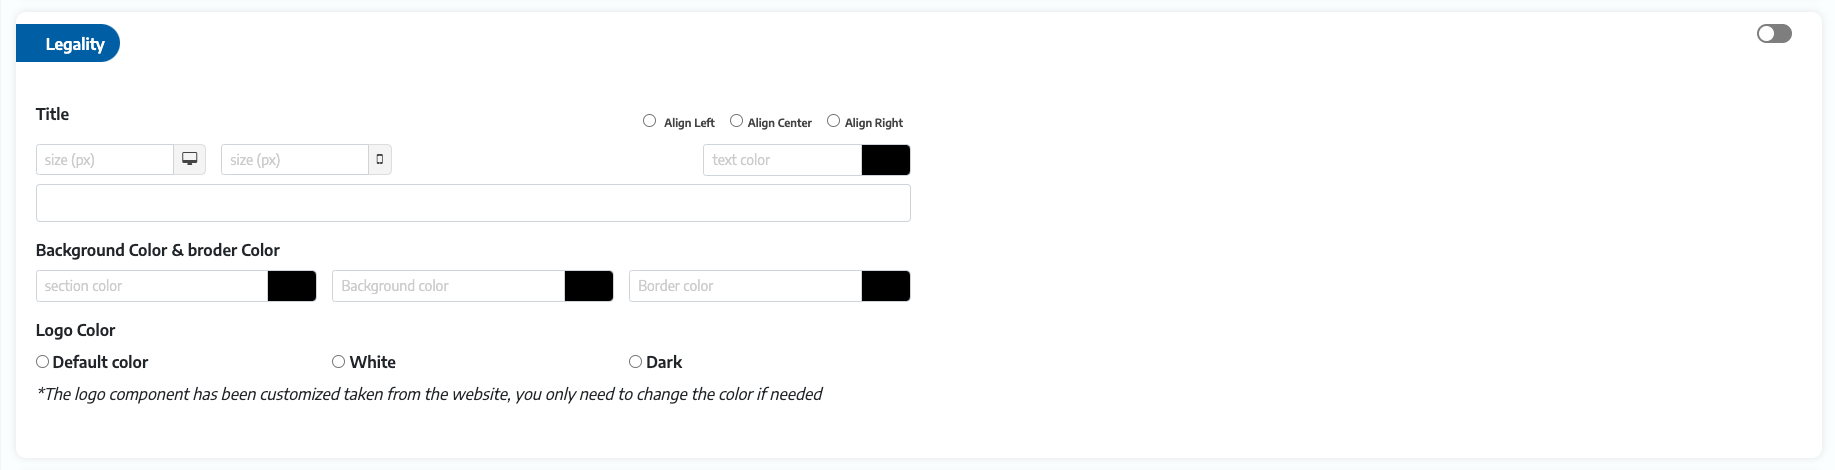 Legality
Title
Align Left Align Center Align Right
size (px) size (px) text color
Background Color & broder Color
section color Background color Border color
Logo Color
Default color White Dark
*The logo component has been customized taken from the website, you only need to change the color if needed